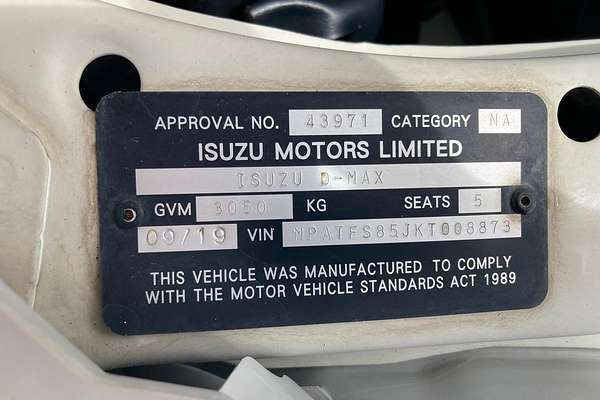 APPROVAL NO. 43971 CATEGORY NA
ISUZU MOTORS LIMITED
ISUZU D-MAX
GVM 3050 KG SEATS 5
09/19 VIN MPATFS85JKT008873
THIS VEHICLE WAS MANUFACTURED TO COMPLY
WITH THE MOTOR VEHICLE STANDARDS ACT 1989